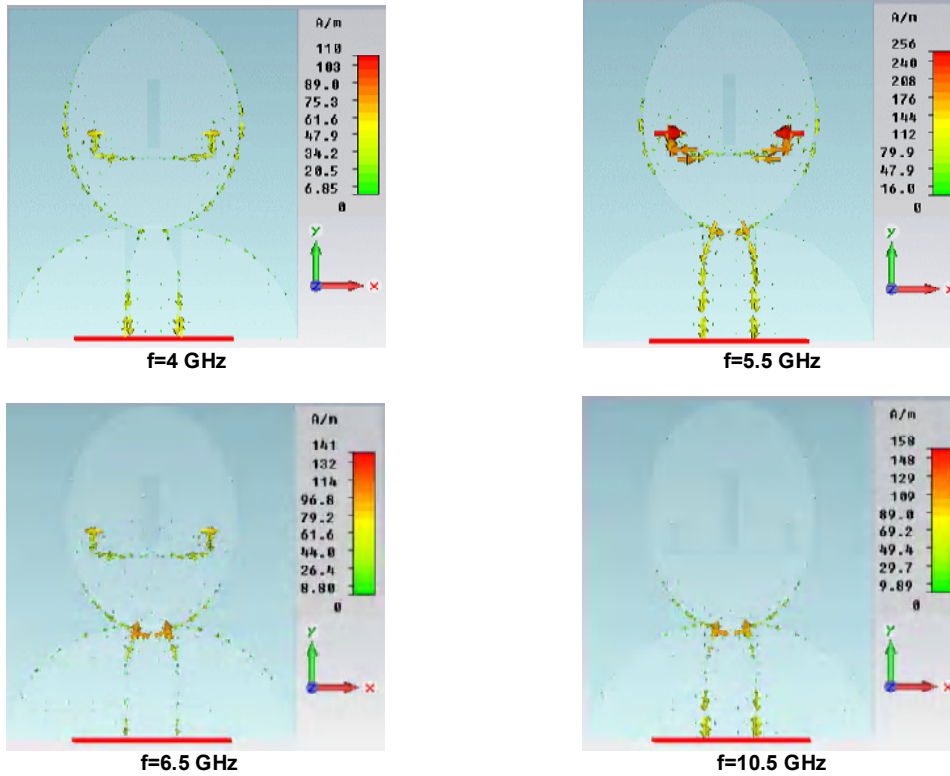 A/m
110
103
89.0
75.3
61.6
47.9
34.2
20.5
6.85
0
y
z
x
f=4 GHz
A/m
256
240
208
176
144
112
79.9
47.9
16.0
0
y
z
x
f=5.5 GHz
A/m
141
132
114
96.8
79.2
61.6
44.0
26.4
8.80
0
y
z
x
f=6.5 GHz
A/m
158
148
129
109
89.0
69.2
49.4
29.7
9.89
0
y
z
x
f=10.5 GHz